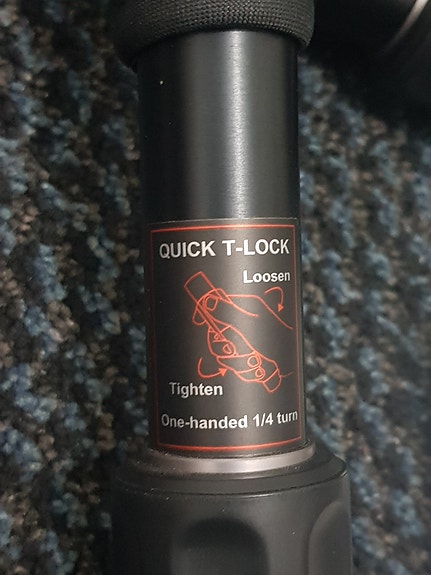 QUICK T-LOCK
Loosen
Tighten
One-handed 1/4 turn